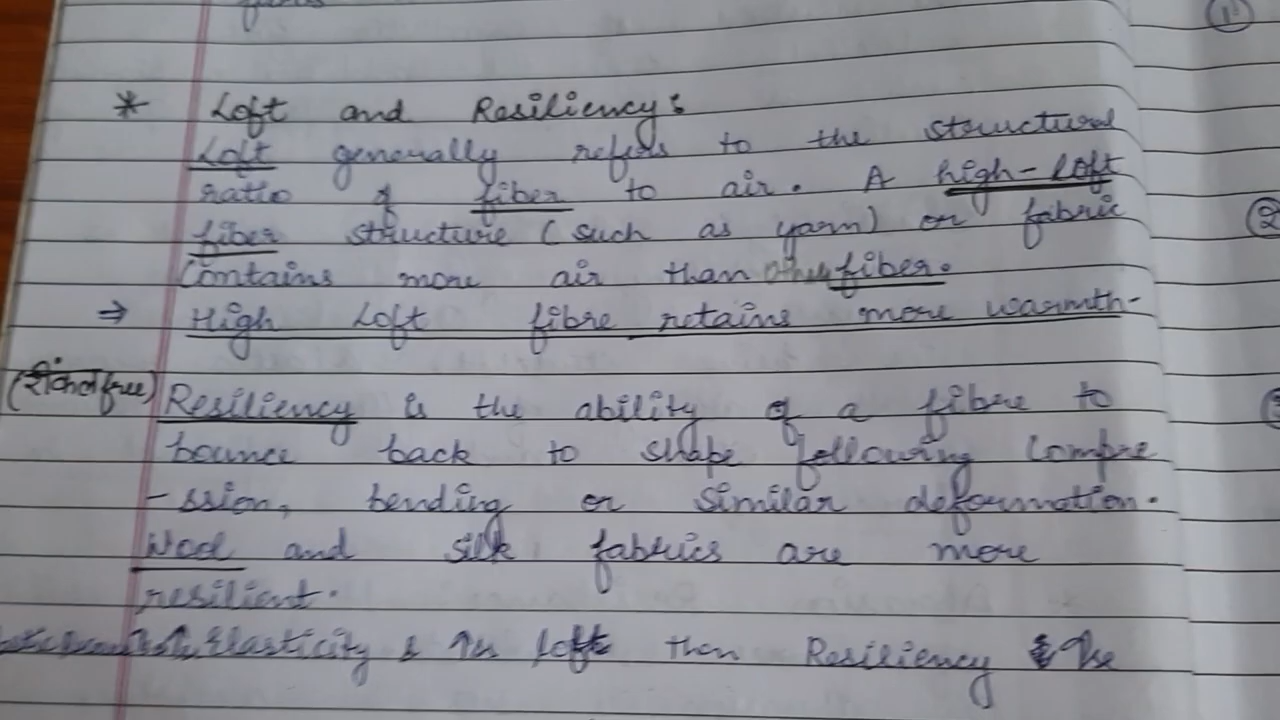 * Loft and Resiliency:
Loft generally refers to the structural
ratio of fiber to air. A high-loft
fiber structure (such as yarn) or fabric
Contains more air than other fiber.
⇒ High Loft fibre retains more warmth-
Resiliency is the ability of a fibre to
bounce back to shape following compre
-ssion, bending or similar deformation.
Wool and silk fabrics are more
resilient.
Elasticity & loft then Resiliency